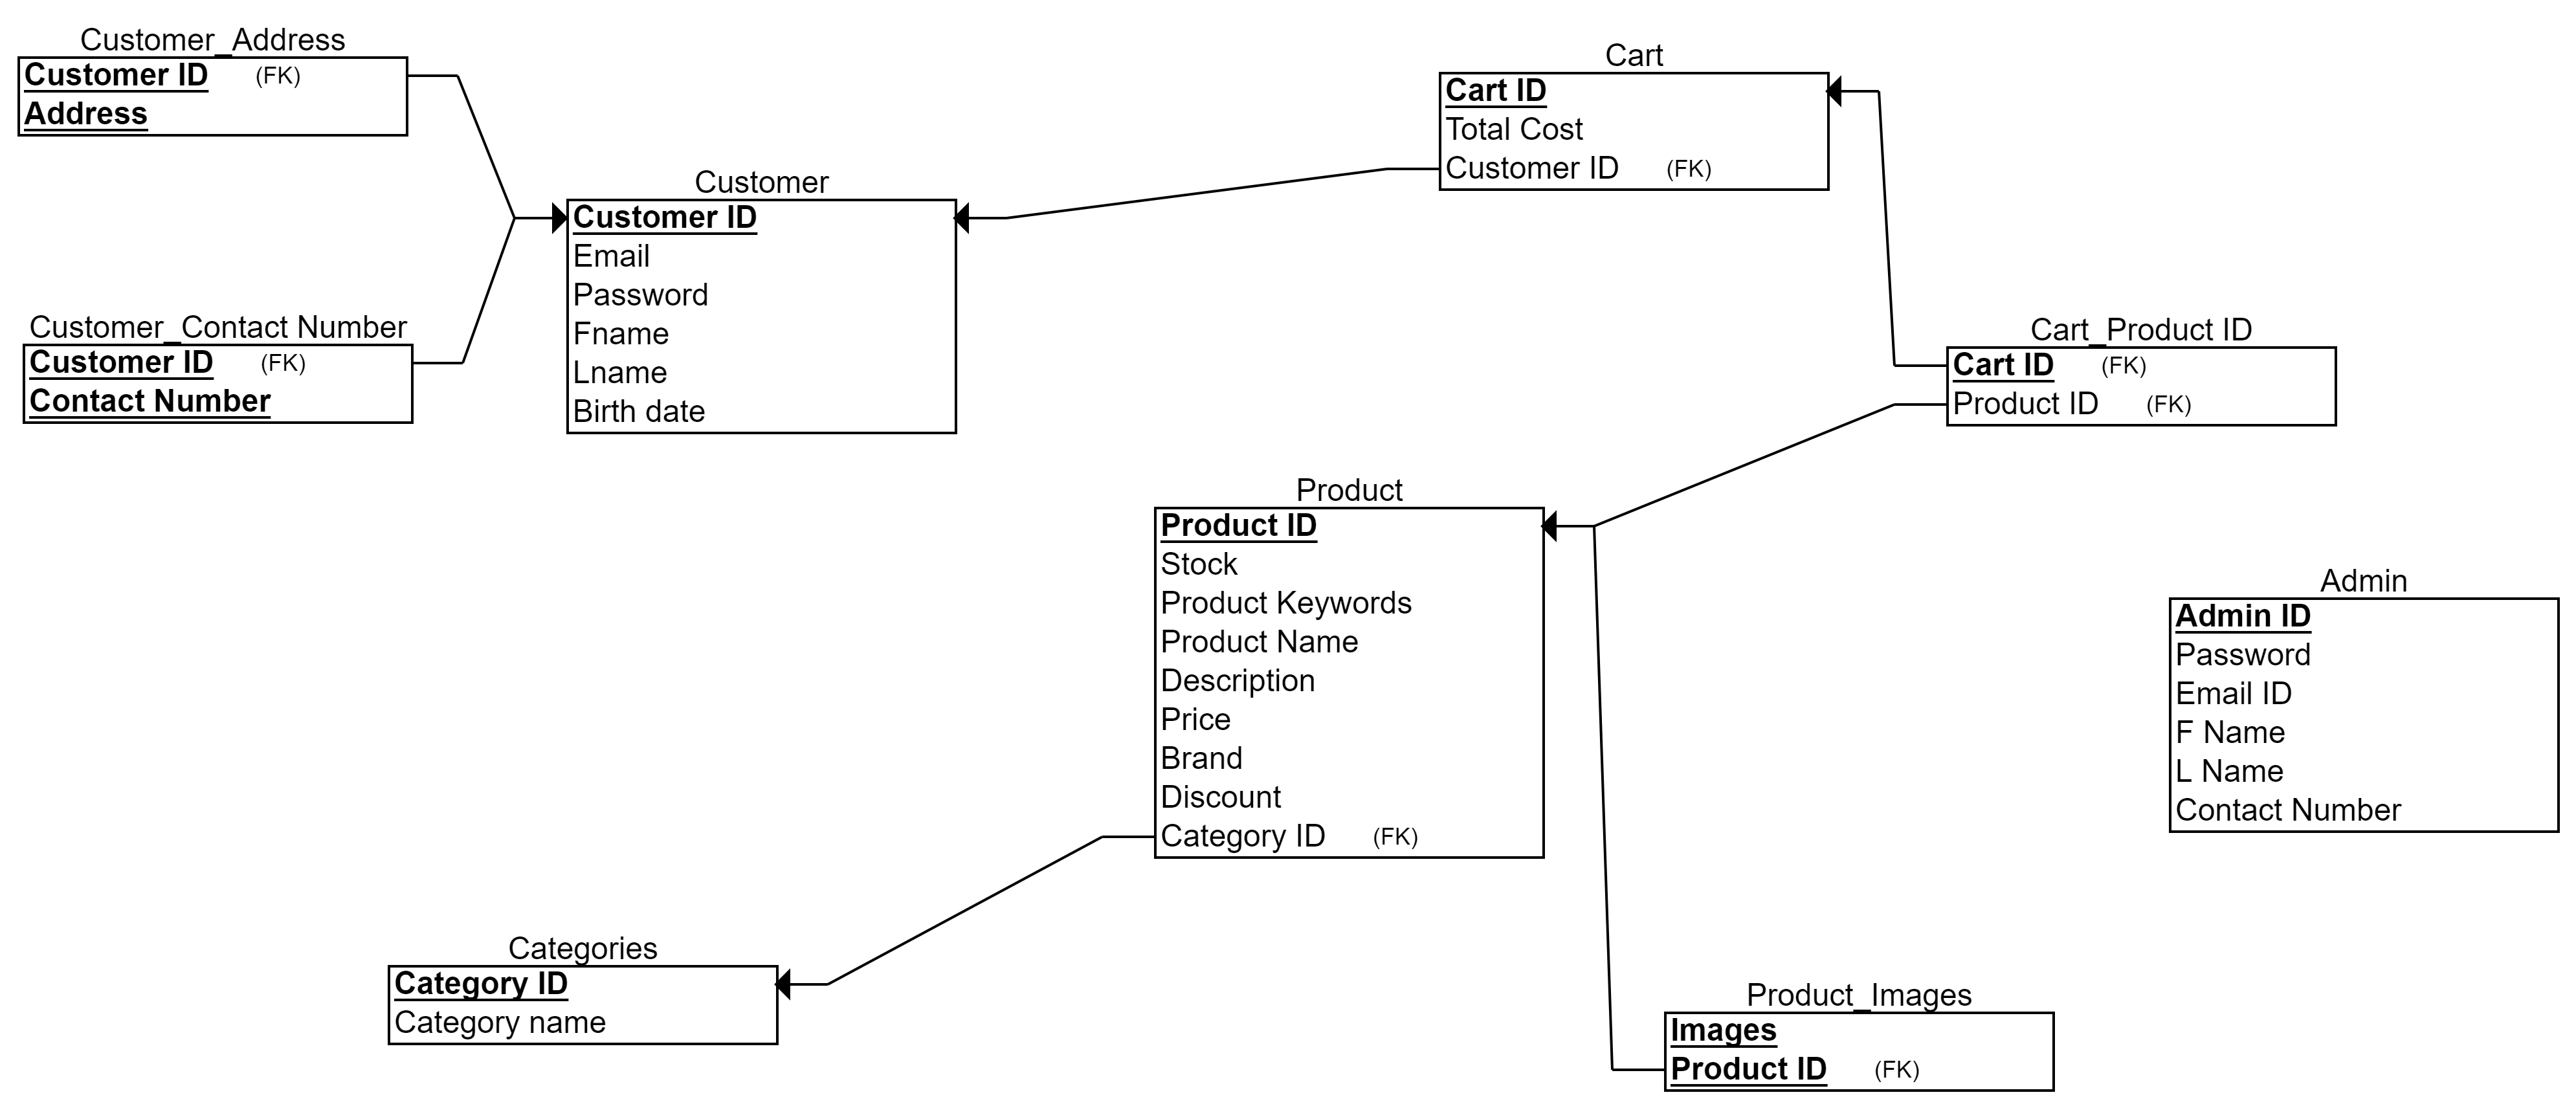 Customer_Address
Customer ID (FK)
Address
Customer_Contact Number
Customer ID (FK)
Contact Number
Customer
Customer ID
Email
Password
Fname
Lname
Birth date
Cart
Cart ID
Total Cost
Customer ID (FK)
Cart_Product ID
Cart ID (FK)
Product ID (FK)
Product
Product ID
Stock
Product Keywords
Product Name
Description
Price
Brand
Discount
Category ID (FK)
Admin
Admin ID
Password
Email ID
F Name
L Name
Contact Number
Categories
Category ID
Category name
Product_Images
Images
Product ID (FK)